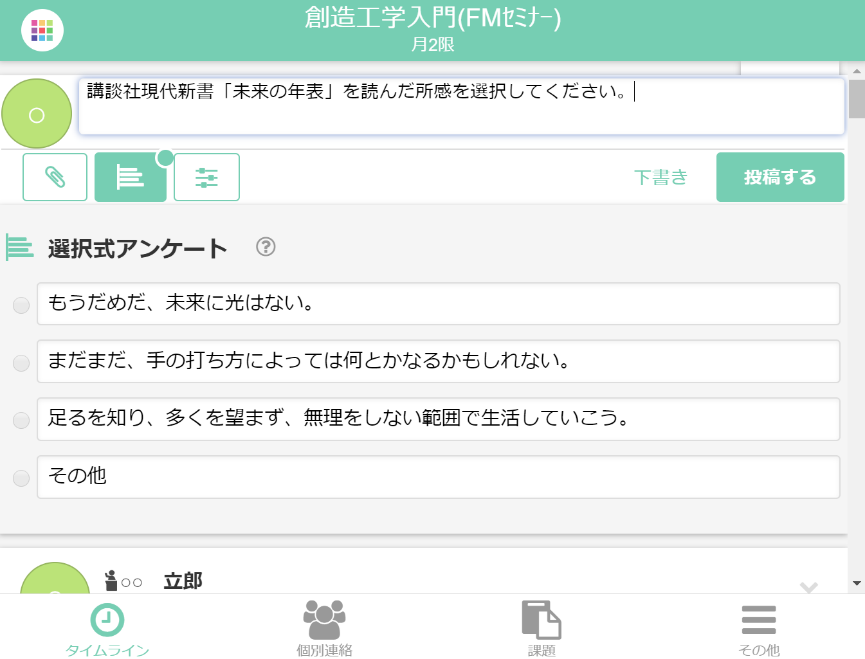 創造工学入門(FMｾﾐﾅｰ)
月2限
講談社現代新書「未来の年表」を読んだ所感を選択してください。
下書き
投稿する
選択式アンケート
もうだめだ、未来に光はない。
まだまだ、手の打ち方によっては何とかなるかもしれない。
足るを知り、多くを望まず、無理をしない範囲で生活していこう。
その他
○○ 立郎
タイムライン
個別連絡
課題
その他